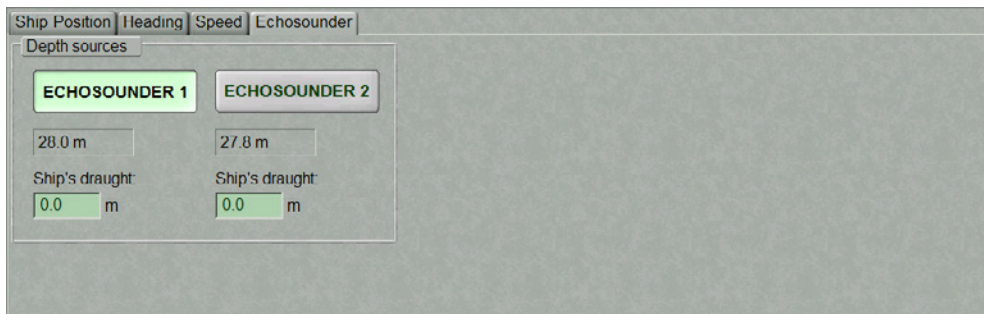 Ship Position Heading Speed Echosounder
Depth sources
ECHOSOUNDER 1 ECHOSOUNDER 2
28.0 m 27.8 m
Ship's draught: Ship's draught:
0.0 m 0.0 m